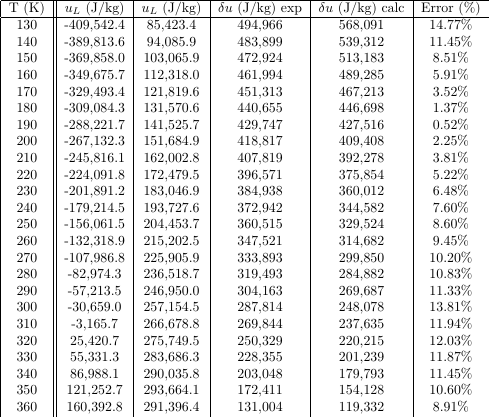 T (K) u_L (J/kg) u_L (J/kg) δu (J/kg) exp δu (J/kg) calc Error (%)
130 -409,542.4 85,423.4 494,966 568,091 14.77%
140 -389,813.6 94,085.9 483,899 539,312 11.45%
150 -369,858.0 103,065.9 472,924 513,183 8.51%
160 -349,675.7 112,318.0 461,994 489,285 5.91%
170 -329,493.4 121,819.6 451,313 467,213 3.52%
180 -309,084.3 131,570.6 440,655 446,698 1.37%
190 -288,221.7 141,525.7 429,747 427,516 0.52%
200 -267,132.3 151,684.9 418,817 409,408 2.25%
210 -245,816.1 162,002.8 407,819 392,278 3.81%
220 -224,091.8 172,479.5 396,571 375,854 5.22%
230 -201,891.2 183,046.9 384,938 360,012 6.48%
240 -179,214.5 193,727.6 372,942 344,582 7.60%
250 -156,061.5 204,453.7 360,515 329,524 8.60%
260 -132,318.9 215,202.5 347,521 314,682 9.45%
270 -107,986.8 225,905.9 333,893 299,850 10.20%
280 -82,974.3 236,518.7 319,493 284,882 10.83%
290 -57,213.5 246,950.0 304,163 269,687 11.33%
300 -30,659.0 257,154.5 287,814 248,078 13.81%
310 -3,165.7 266,678.8 269,844 237,635 11.94%
320 25,420.7 275,749.5 250,329 220,215 12.03%
330 55,331.3 283,686.3 228,355 201,239 11.87%
340 86,988.1 290,035.8 203,048 179,793 11.45%
350 121,252.7 293,664.1 172,411 154,128 10.60%
360 160,392.8 291,396.4 131,004 119,332 8.91%